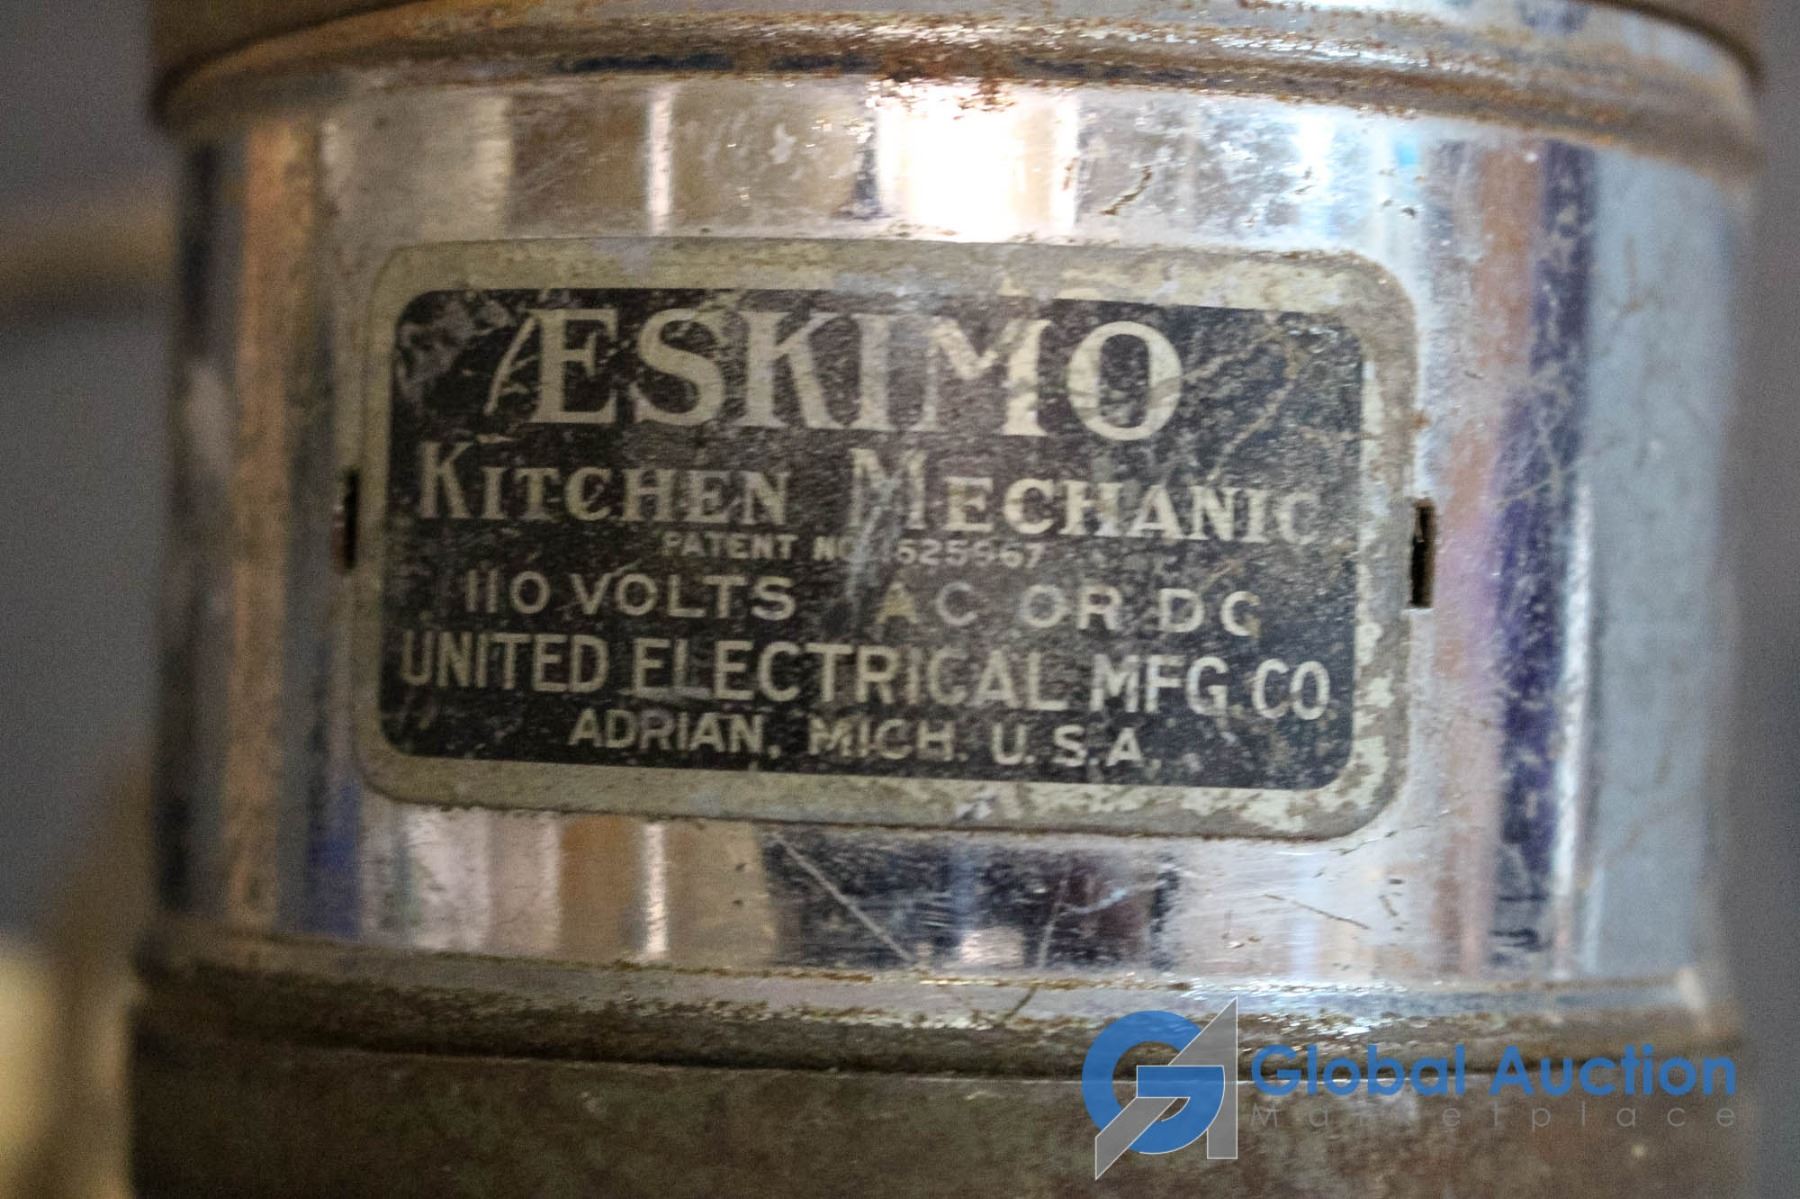 ÆSKIMO
KITCHEN MECHANIC
PATENT NO.
110 VOLTS AC OR DC
UNITED ELECTRICAL MFG. CO.
ADRIAN, MICH. U.S.A.
GA Global Auction
Marketplace